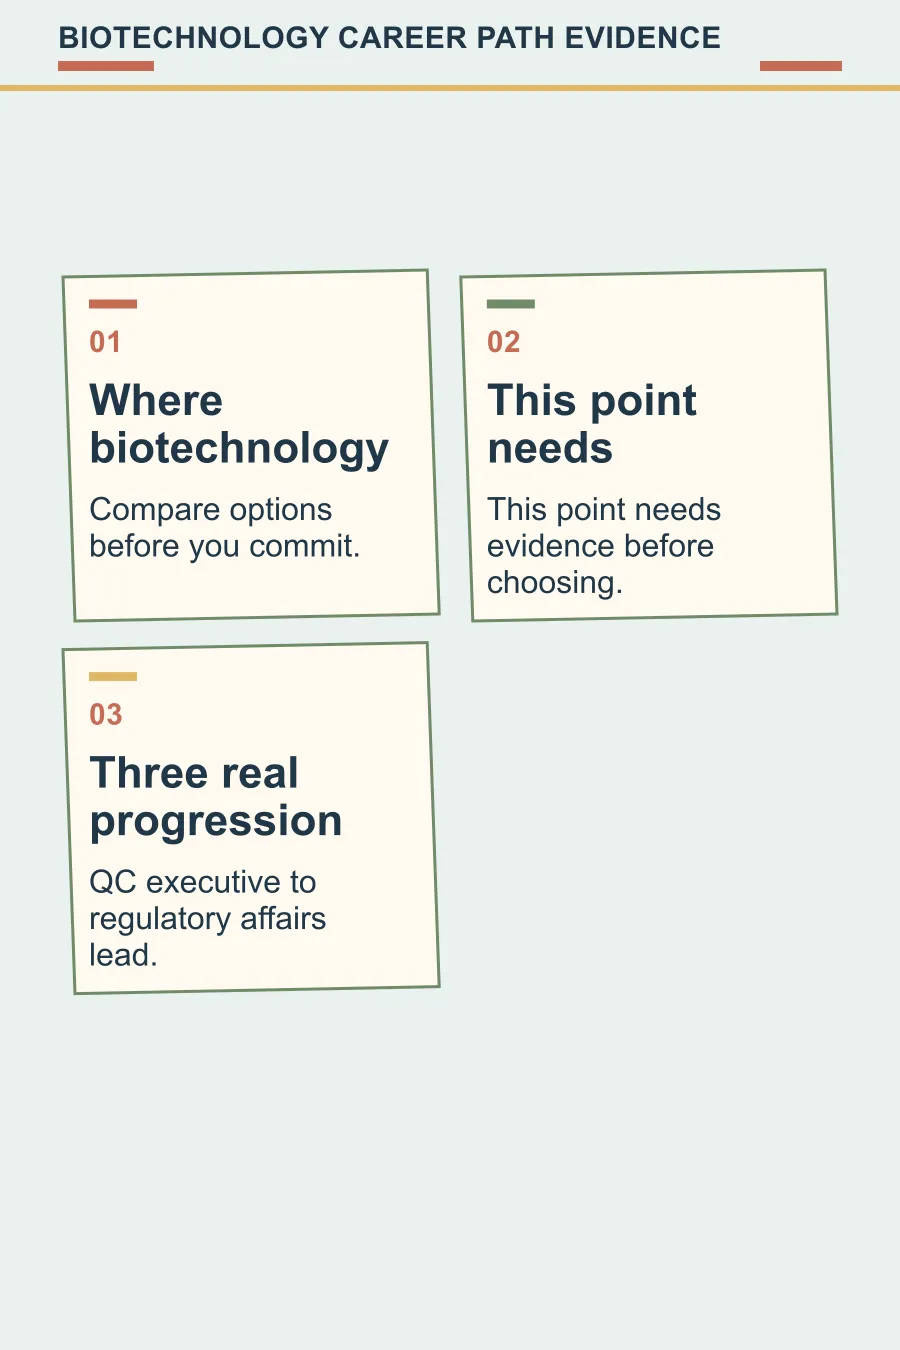 BIOTECHNOLOGY CAREER PATH EVIDENCE
01
Where
biotechnology
Compare options
before you commit.
02
This point
needs
This point needs
evidence before
choosing.
03
Three real
progression
QC executive to
regulatory affairs
lead.